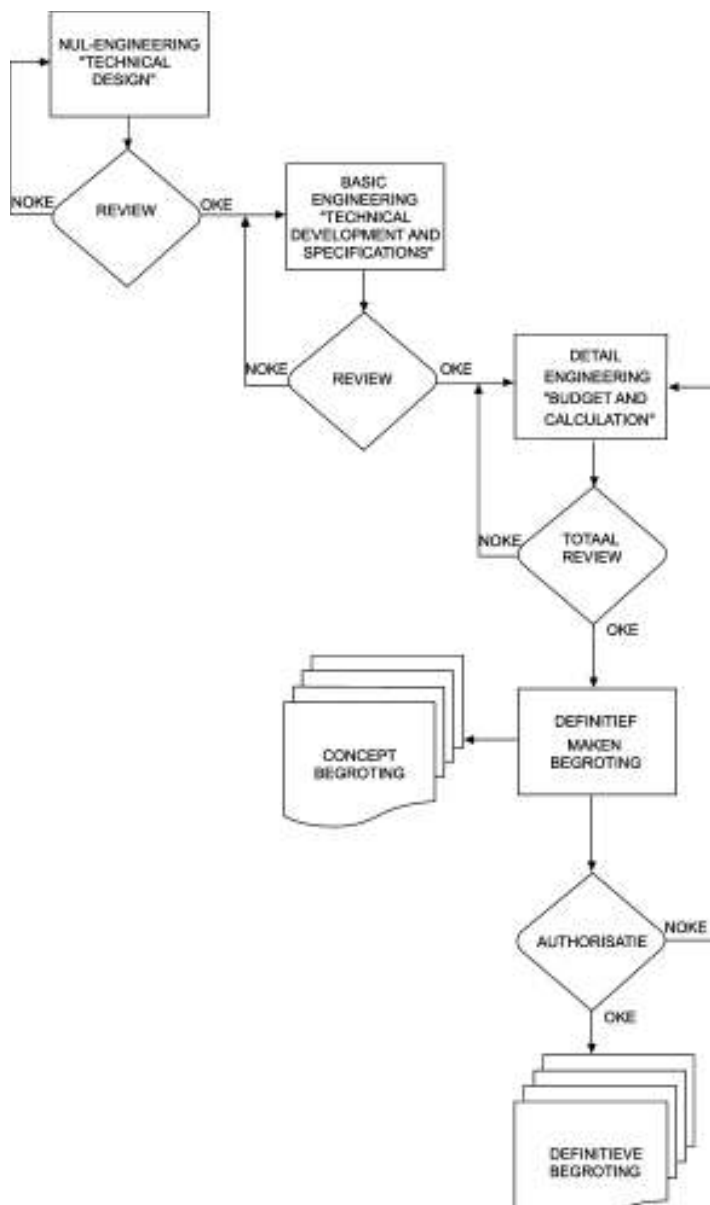 NUL-ENGINEERING
"TECHNICAL
DESIGN"
NOKE
REVIEW
OKE
BASIC
ENGINEERING
"TECHNICAL
DEVELOPMENT AND
SPECIFICATIONS"
NOKE
REVIEW
OKE
DETAIL
ENGINEERING
"BUDGET AND
CALCULATION"
NOKE
TOTAAL
REVIEW
OKE
DEFINITIEF
MAKEN
BEGROTING
CONCEPT
BEGROTING
AUTHORISATIE
NOKE
OKE
DEFINITIEVE
BEGROTING